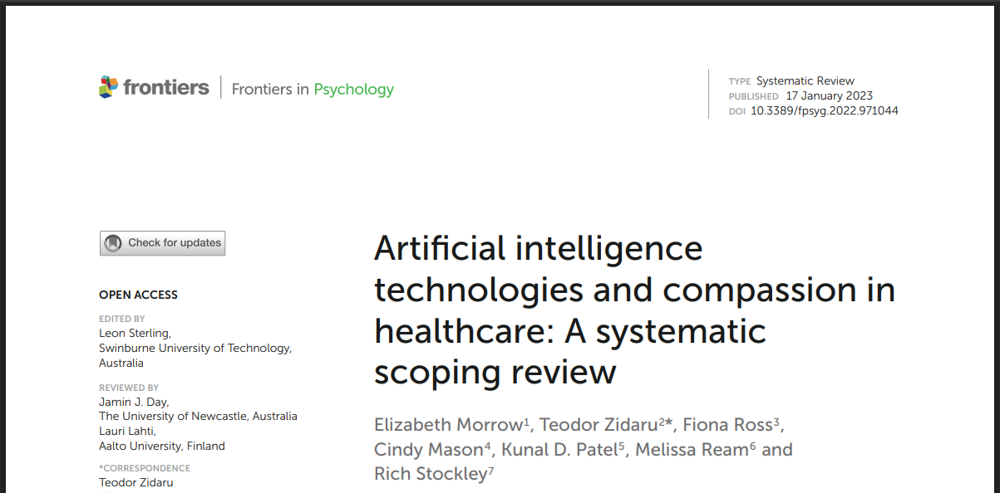 frontiers | Frontiers in Psychology
TYPE Systematic Review
PUBLISHED 17 January 2023
DOI 10.3389/fpsyg.2022.971044
Check for updates
OPEN ACCESS
EDITED BY
Leon Sterling,
Swinburne University of Technology,
Australia
REVIEWED BY
Jamin J. Day,
The University of Newcastle, Australia
Lauri Lahti,
Aalto University, Finland
*CORRESPONDENCE
Teodor Zidaru
Artificial intelligence
technologies and compassion in
healthcare: A systematic
scoping review
Elizabeth Morrow¹, Teodor Zidaru²*, Fiona Ross³,
Cindy Mason⁴, Kunal D. Patel⁵, Melissa Ream⁶ and
Rich Stockley⁷